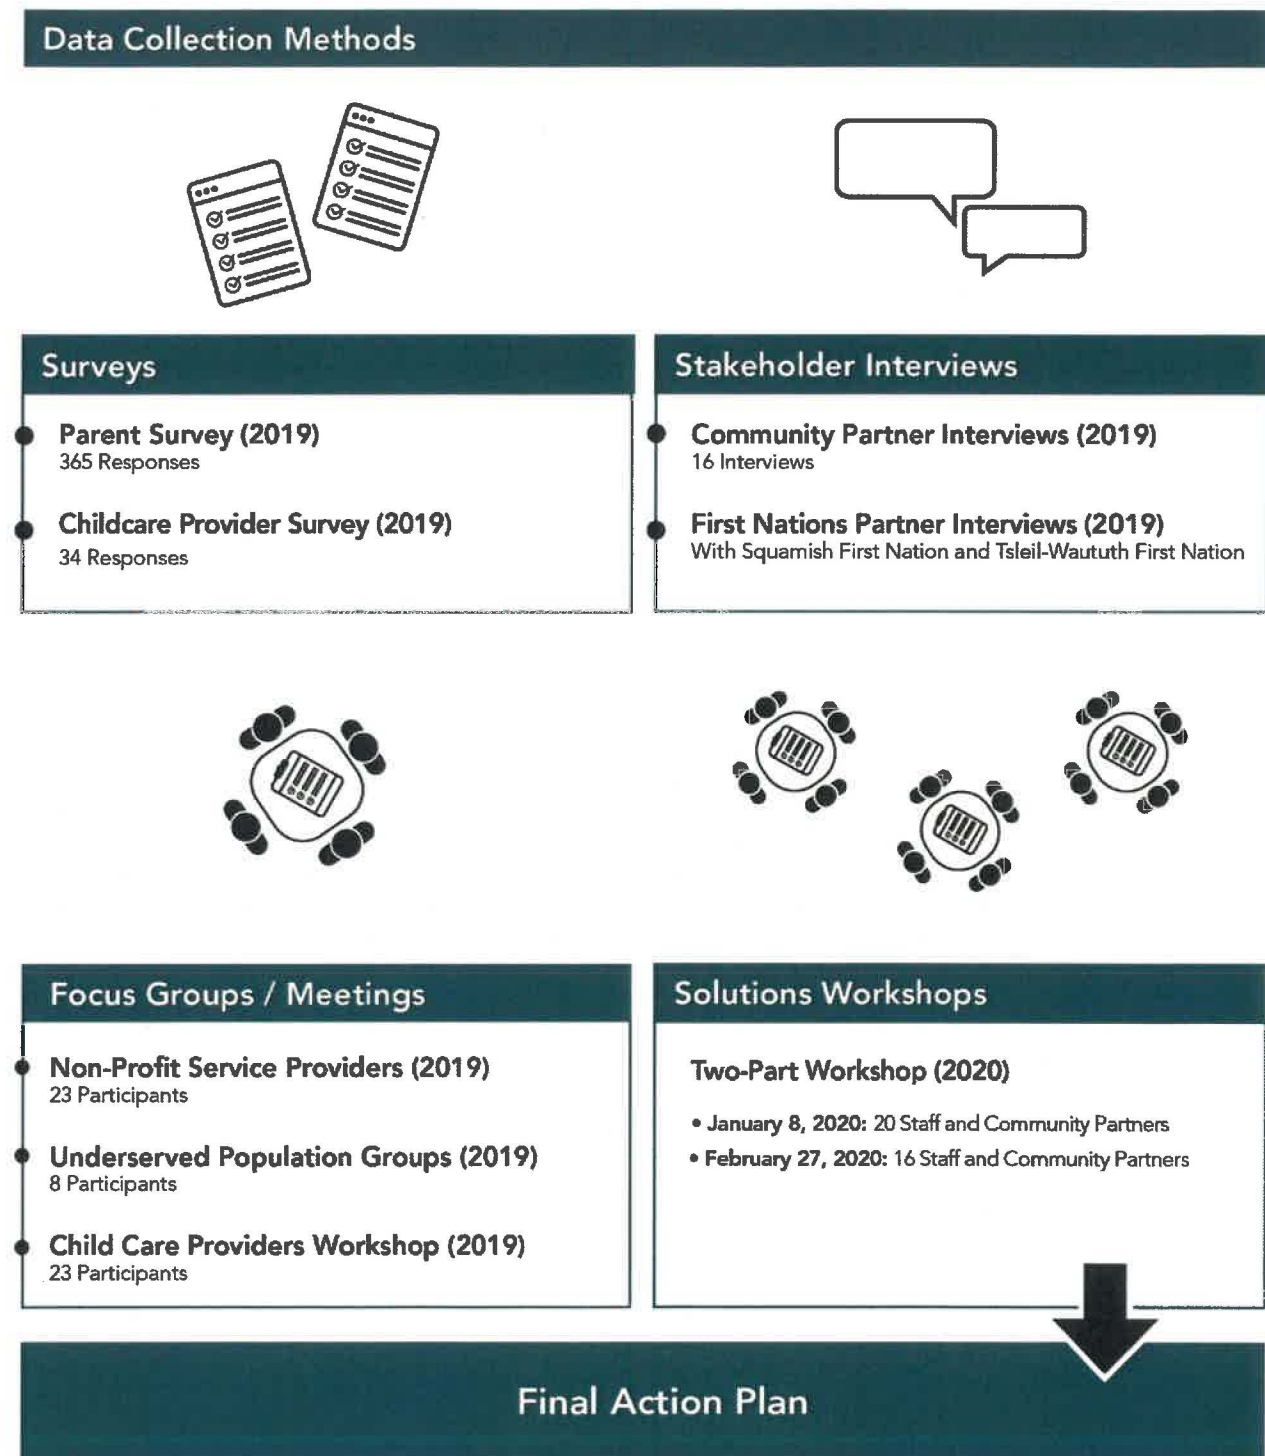 Data Collection Methods
Surveys
Parent Survey (2019)
365 Responses
Childcare Provider Survey (2019)
34 Responses
Stakeholder Interviews
Community Partner Interviews (2019)
16 Interviews
First Nations Partner Interviews (2019)
With Squamish First Nation and Tsleil-Waututh First Nation
Focus Groups / Meetings
Non-Profit Service Providers (2019)
23 Participants
Underserved Population Groups (2019)
8 Participants
Child Care Providers Workshop (2019)
23 Participants
Solutions Workshops
Two-Part Workshop (2020)
• January 8, 2020: 20 Staff and Community Partners
• February 27, 2020: 16 Staff and Community Partners
Final Action Plan